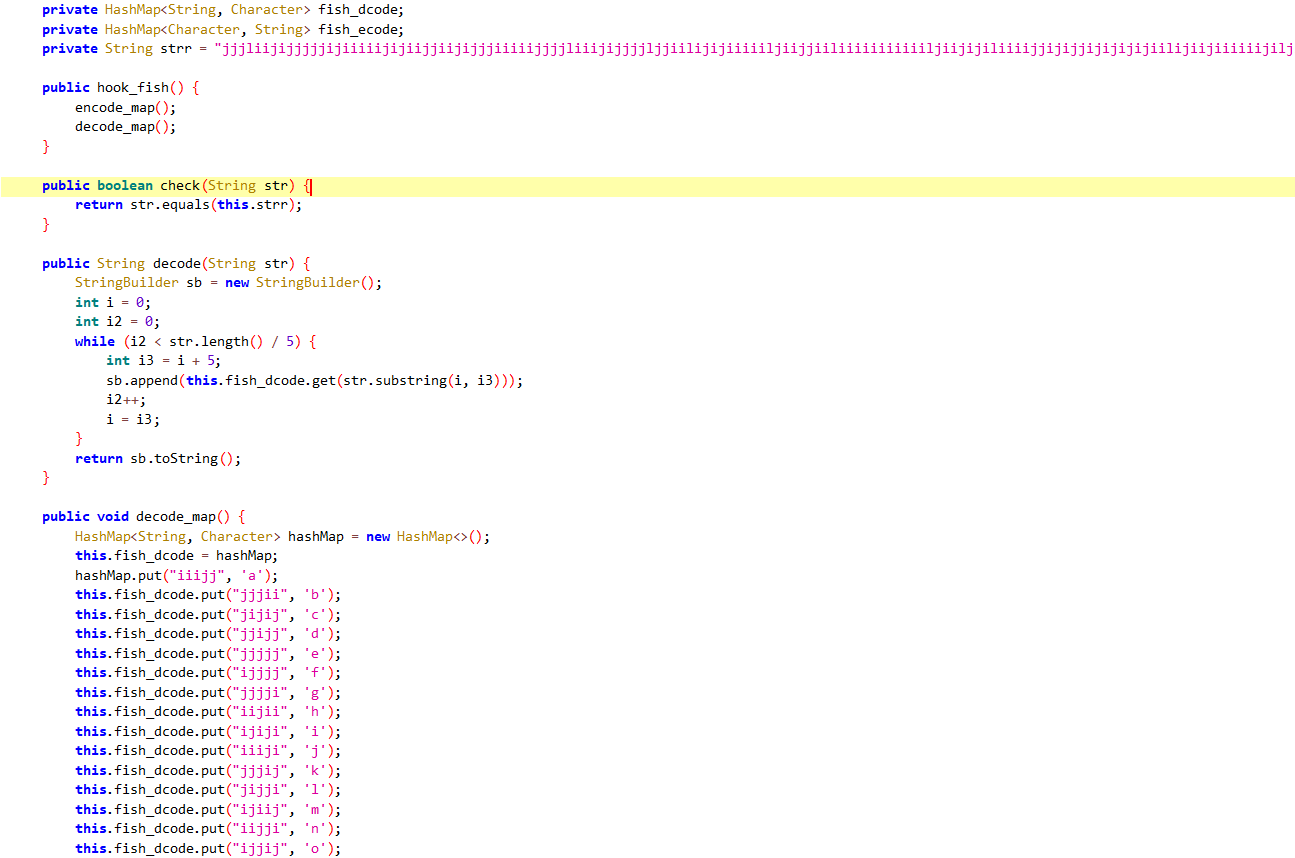 private HashMap<String, Character> fish_dcode;
private HashMap<Character, String> fish_ecode;
private String strr =
public hook_fish() {
encode_map();
decode_map();
}
public boolean check(String str) {
return str.equals(this.strr);
}
public String decode(String str) {
StringBuilder sb = new StringBuilder();
int i = 0;
int i2 = 0;
while (i2 < str.length() / 5) {
int i3 = i + 5;
sb.append(this.fish_dcode.get(str.substring(i, i3)));
i2++;
i = i3;
}
return sb.toString();
}
public void decode_map() {
HashMap<String, Character> hashMap = new HashMap<>();
this.fish_dcode = hashMap;
hashMap.put("iiijj", 'a');
this.fish_dcode.put("jjjii", 'b');
this.fish_dcode.put("jijij", 'c');
this.fish_dcode.put("jjijj", 'd');
this.fish_dcode.put("jjjjj", 'e');
this.fish_dcode.put("ijjjj", 'f');
this.fish_dcode.put("jjjji", 'g');
this.fish_dcode.put("iijii", 'h');
this.fish_dcode.put("ijiji", 'i');
this.fish_dcode.put("iiiji", 'j');
this.fish_dcode.put("jjjij", 'k');
this.fish_dcode.put("jijji", 'l');
this.fish_dcode.put("ijiij", 'm');
this.fish_dcode.put("iijji", 'n');
this.fish_dcode.put("ijjij", 'o');